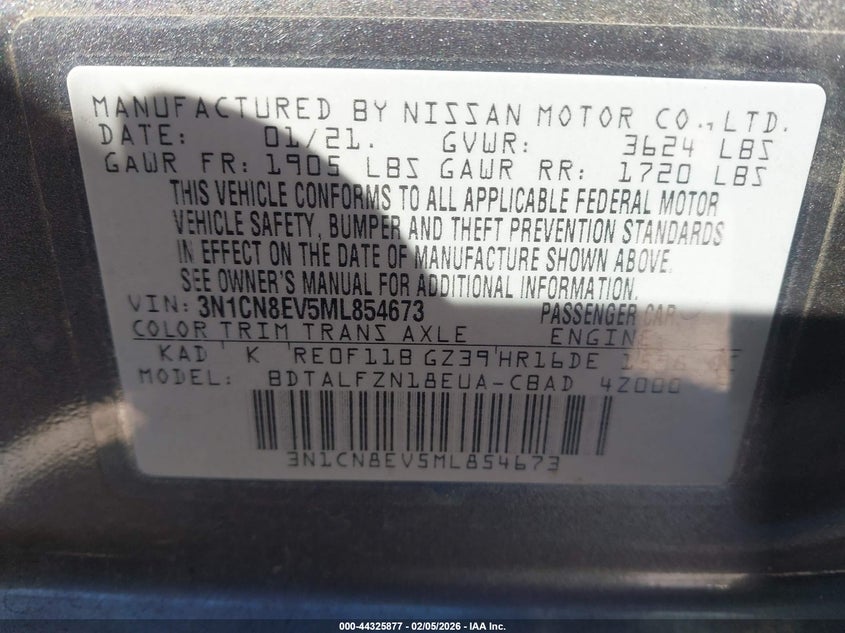 MANUFACTURED BY NISSAN MOTOR CO., LTD.
DATE: 01/21. GVWR: 3624 LBS
GAWR FR: 1905 LBS GAWR RR: 1720 LBS
THIS VEHICLE CONFORMS TO ALL APPLICABLE FEDERAL MOTOR
VEHICLE SAFETY, BUMPER AND THEFT PREVENTION STANDARDS
IN EFFECT ON THE DATE OF MANUFACTURE SHOWN ABOVE.
SEE OWNER'S MANUAL FOR ADDITIONAL INFORMATION.
VIN: 3N1CN8EV5ML854673 PASSENGER CAR
COLOR TRIM TRANS AXLE ENGINE
KAD K RE0F11B GZ39 HR16DE
MODEL: BDTALFZN18EUA-CBAD 4Z000
3N1CN8EV5ML854673
000-44325877 - 02/05/2026 - IAA Inc.